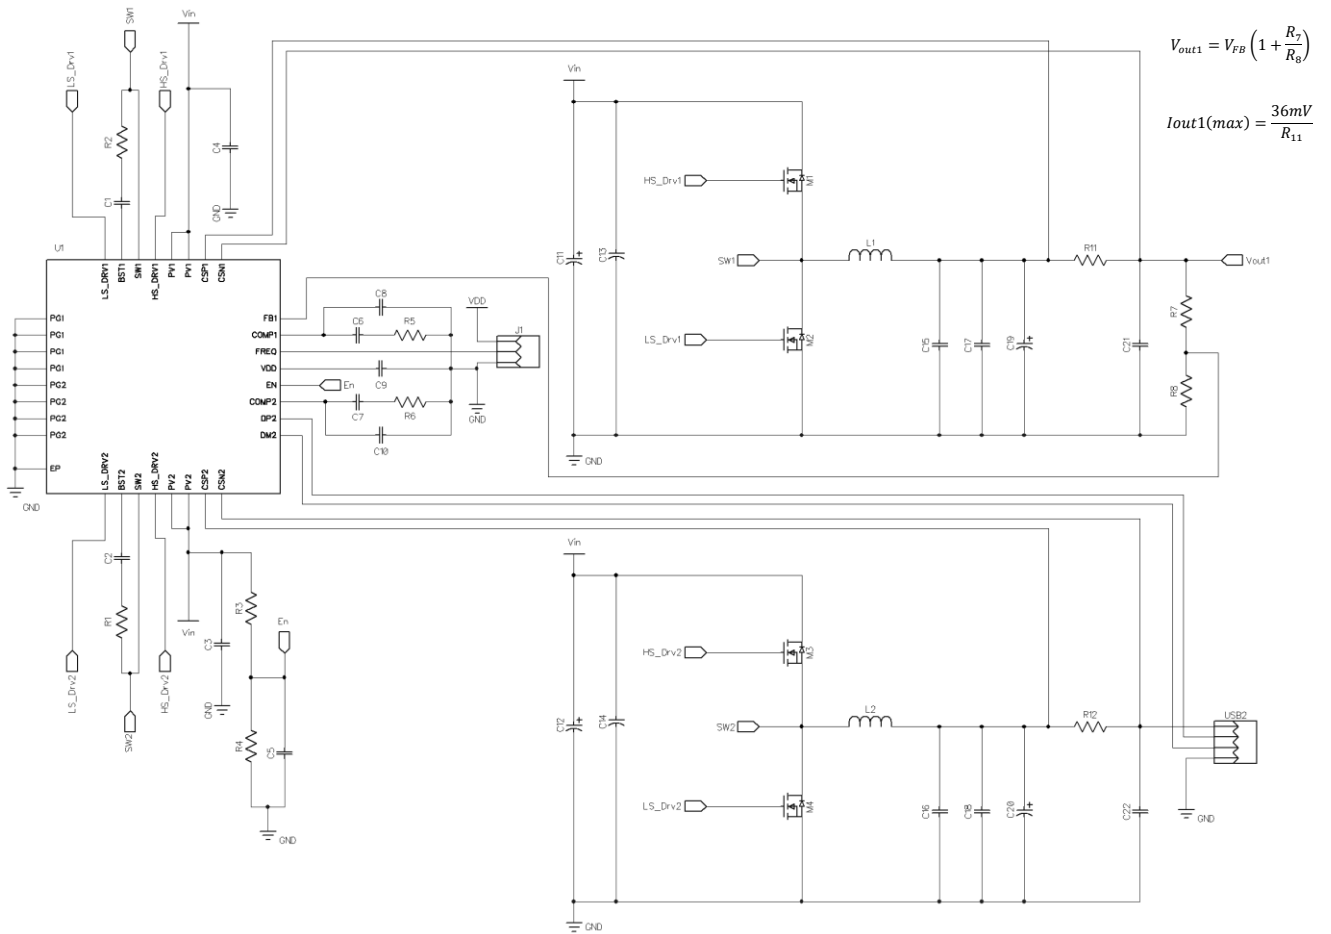 SW1
Vin
LS_Drv1
HS_Drv1
R2
C4
C1
GND
U1
LS_DRV1
BST1
SW1
HS_DRV1
PV1
PV1
CSP1
CSN1
PG1
PG1
PG1
PG1
PG2
PG2
PG2
PG2
EP
GND
FB1
COMP1
FREQ
VDD
EN
COMP2
DP2
DM2
LS_DRV2
BST2
SW2
HS_DRV2
PV2
PV2
CSP2
CSN2
C8
C6
R5
VDD
J1
C9
En
C7
R6
GND
C10
C2
R1
LS_Drv2
SW2
HS_Drv2
Vin
C3
GND
R3
En
R4
C5
GND
Vin
C11
C13
HS_Drv1
M1
SW1
L1
R11
Vout1
LS_Drv1
M2
C15
C17
C19
C21
R7
R8
GND
Vin
C12
C14
HS_Drv2
M3
SW2
L2
R12
USB2
LS_Drv2
M4
C16
C18
C20
C22
GND
GND
V_out1 = V_FB (1 + R_7/R_8)
Iout1(max) = 36mV/R_11